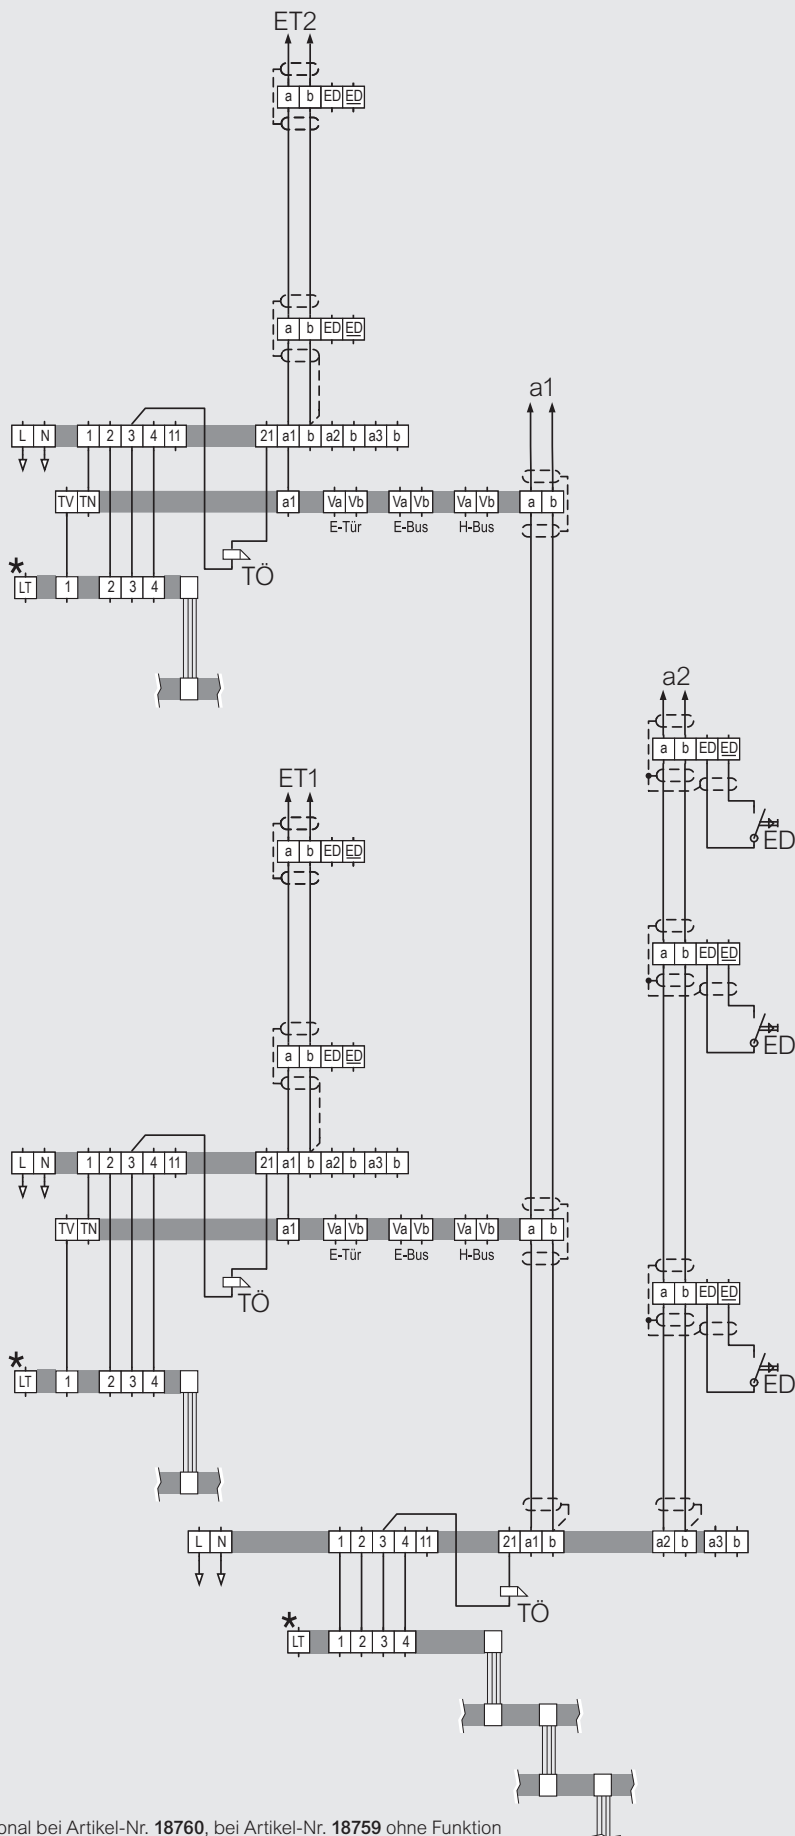 ET2
a b ED ED
a b ED ED
a1
L N 1 2 3 4 11 21 a1 b a2 b a3 b
TV TN a1 Va Vb Va Vb Va Vb a b
E-Tür E-Bus H-Bus
TÖ
* LT 1 2 3 4
a2
a b ED ED
ET1
ED
a b ED ED
a b ED ED
ED
a b ED ED
L N 1 2 3 4 11 21 a1 b a2 b a3 b
TV TN a1 Va Vb Va Vb Va Vb a b
E-Tür E-Bus H-Bus
a b ED ED
TÖ
* LT 1 2 3 4
ED
L N 1 2 3 4 11 21 a1 b a2 b a3 b
TÖ
* LT 1 2 3 4
bei Artikel-Nr. 18760, bei Artikel-Nr. 18759 ohne Funktion